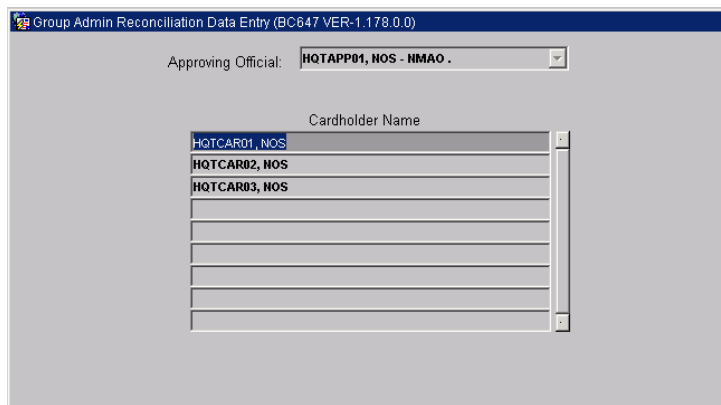 Group Admin Reconciliation Data Entry (BC647 VER-1.178.0.0)
Approving Official: HQTAPP01, NOS - NMAO .
Cardholder Name
HQTCAR01, NOS
HQTCAR02, NOS
HQTCAR03, NOS